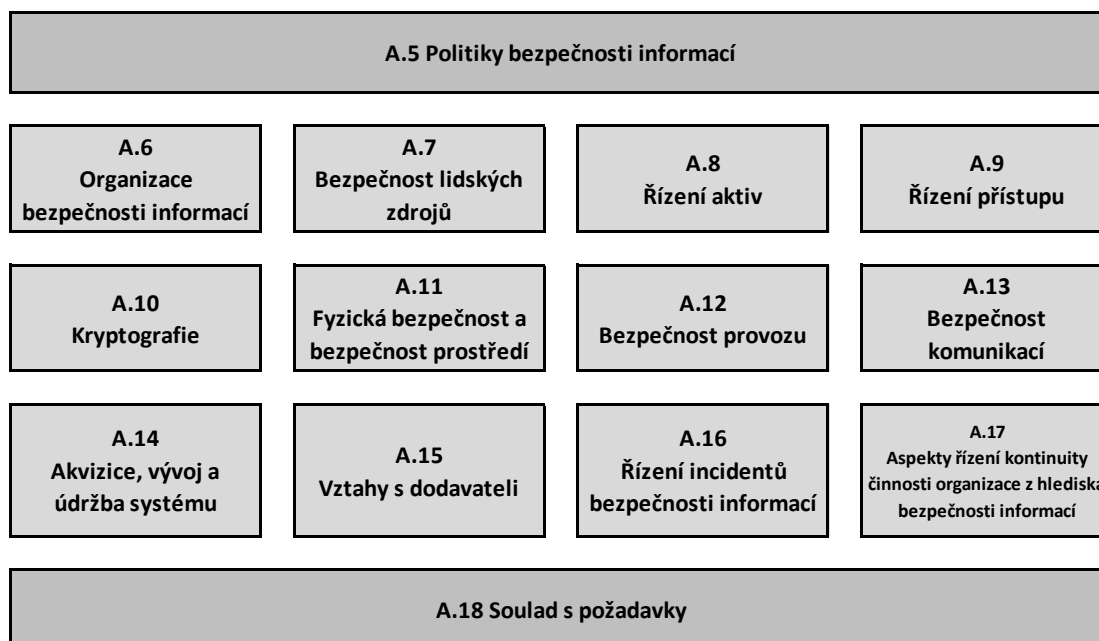 A.5 Politiky bezpečnosti informací
A.6
Organizace
bezpečnosti informací
A.7
Bezpečnost lidských
zdrojů
A.8
Řízení aktiv
A.9
Řízení přístupu
A.10
Kryptografie
A.11
Fyzická bezpečnost a
bezpečnost prostředí
A.12
Bezpečnost provozu
A.13
Bezpečnost
komunikací
A.14
Akvizice, vývoj a
údržba systému
A.15
Vztahy s dodavateli
A.16
Řízení incidentů
bezpečnosti informací
A.17
Aspekty řízení kontinuity
činnosti organizace z hlediska
bezpečnosti informací
A.18 Soulad s požadavky